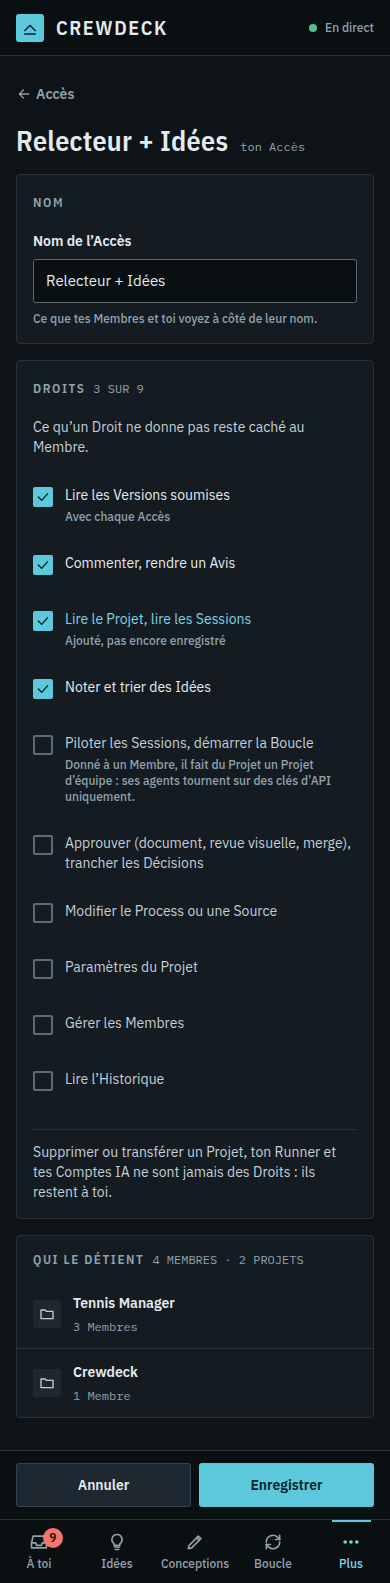 CREWDECK
En direct
← Accès
Relecteur + Idées ton Accès
NOM
Nom de l’Accès
Relecteur + Idées
Ce que tes Membres et toi voyez à côté de leur nom.
DROITS 3 SUR 9
Ce qu’un Droit ne donne pas reste caché au
Membre.
Lire les Versions soumises
Avec chaque Accès
Commenter, rendre un Avis
Lire le Projet, lire les Sessions
Ajouté, pas encore enregistré
Noter et trier des Idées
Piloter les Sessions, démarrer la Boucle
Donné à un Membre, il fait du Projet un Projet
d’équipe : ses agents tournent sur des clés d’API
uniquement.
Approuver (document, revue visuelle, merge),
trancher les Décisions
Modifier le Process ou une Source
Paramètres du Projet
Gérer les Membres
Lire l’Historique
Supprimer ou transférer un Projet, ton Runner et
tes Comptes IA ne sont jamais des Droits : ils
restent à toi.
QUI LE DÉTIENT 4 MEMBRES · 2 PROJETS
Tennis Manager
3 Membres
Crewdeck
1 Membre
Annuler
Enregistrer
9
À toi
Idées
Conceptions
Boucle
Plus